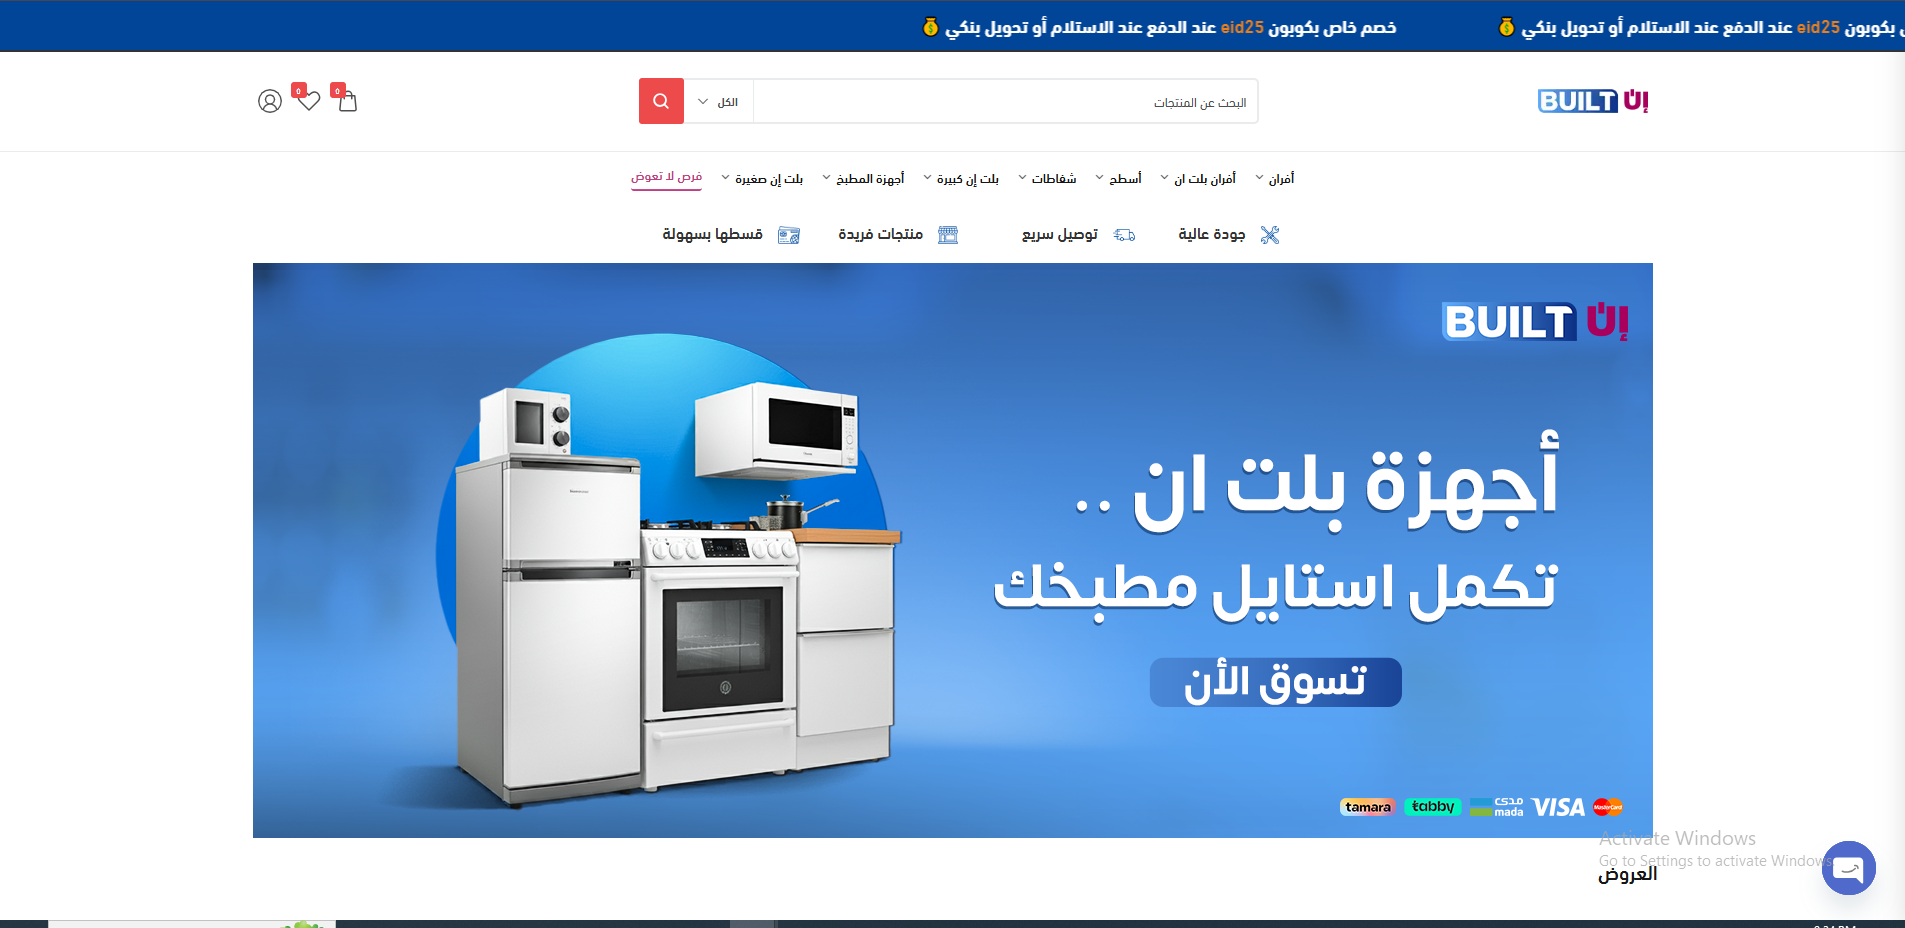 خصم خاص بكوبون eid25 عند الدفع عند الاستلام أو تحويل بنكي 💰
بكوبون eid25 عند الدفع عند الاستلام أو تحويل بنكي 💰
BUILT إن
البحث عن المنتجات
الكل
0
0
أفران
أفران بلت ان
أسطح
شفاطات
بلت إن كبيرة
أجهزة المطبخ
بلت إن صغيرة
فرص لا تعوض
جودة عالية
توصيل سريع
منتجات فريدة
قسطها بسهولة
BUILT إن
أجهزة بلت ان ..
تكمل استايل مطبخك
تسوق الأن
tamara
tabby
مدى
mada
VISA
MasterCard
Activate Windows
Go to Settings to activate Windows.
العروض